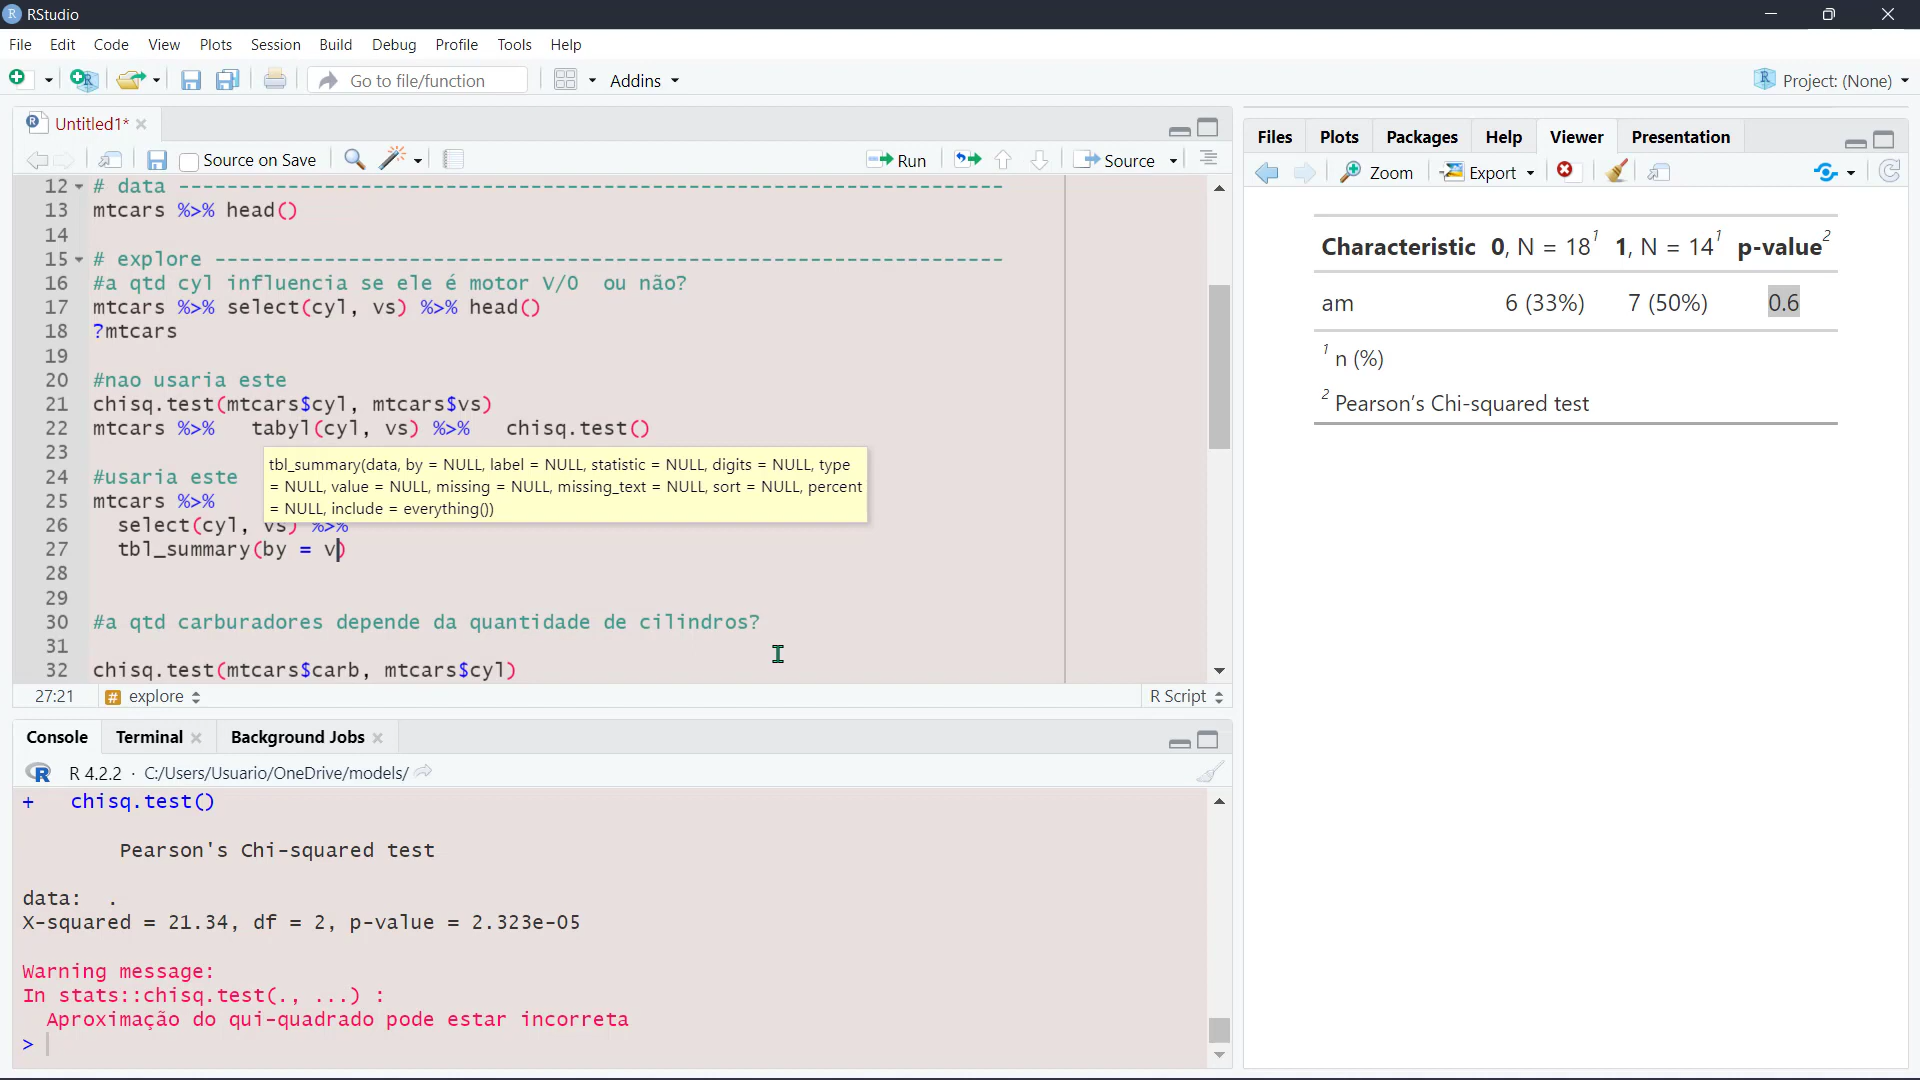 RStudio
File Edit Code View Plots Session Build Debug Profile Tools Help
Go to file/function Addins Project: (None)
Untitled1*
Source on Save Run Source
12 # data --------------------------------------------------------------------
13 mtcars %>% head()
14
15 # explore -----------------------------------------------------------------
16 #a qtd cyl influencia se ele é motor V/0 ou não?
17 mtcars %>% select(cyl, vs) %>% head()
18 ?mtcars
19
20 #nao usaria este
21 chisq.test(mtcars$cyl, mtcars$vs)
22 mtcars %>% tabyl(cyl, vs) %>% chisq.test()
23
tbl_summary(data, by = NULL, label = NULL, statistic = NULL, digits = NULL, type
= NULL, value = NULL, missing = NULL, missing_text = NULL, sort = NULL, percent
= NULL, include = everything())
24 #usaria este
25 mtcars %>%
26 select(cyl, vs) %>%
27 tbl_summary(by = v)
28
29
30 #a qtd carburadores depende da quantidade de cilindros?
31
32 chisq.test(mtcars$carb, mtcars$cyl)
27:21 # explore R Script
Console Terminal Background Jobs
R 4.2.2 · C:/Users/Usuario/OneDrive/models/
+ chisq.test()
Pearson's Chi-squared test
data: .
X-squared = 21.34, df = 2, p-value = 2.323e-05
Warning message:
In stats::chisq.test(., ...) :
Aproximação do qui-quadrado pode estar incorreta
>
Files Plots Packages Help Viewer Presentation
Zoom Export
Characteristic 0, N = 18¹ 1, N = 14¹ p-value²
am 6 (33%) 7 (50%) 0.6
¹ n (%)
² Pearson's Chi-squared test